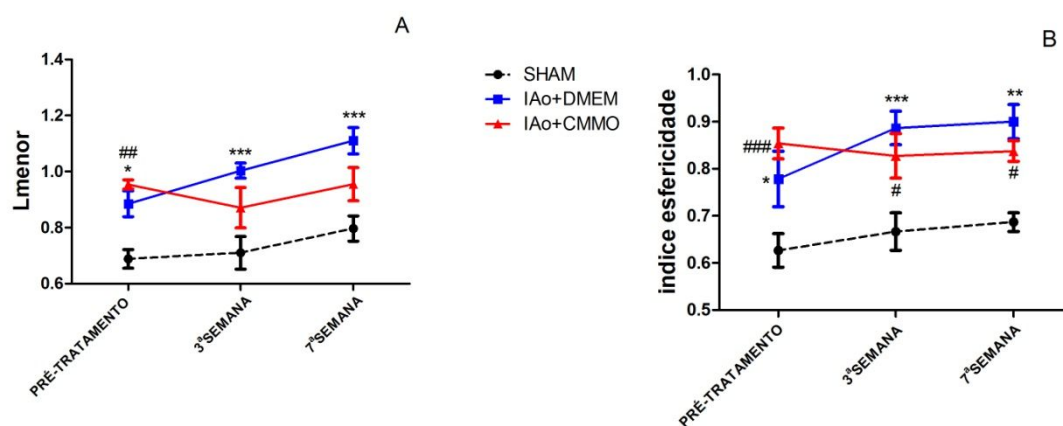 A
Lmenor
1.4
1.2
1.0
0.8
0.6
##
*
***
***
PRÉ-TRATAMENTO
3ªSEMANA
7ªSEMANA
SHAM
IAo+DMEM
IAo+CMMO
B
indice esfericidade
1.0
0.9
0.8
0.7
0.6
0.5
###
*
***
#
**
#
PRÉ-TRATAMENTO
3ªSEMANA
7ªSEMANA